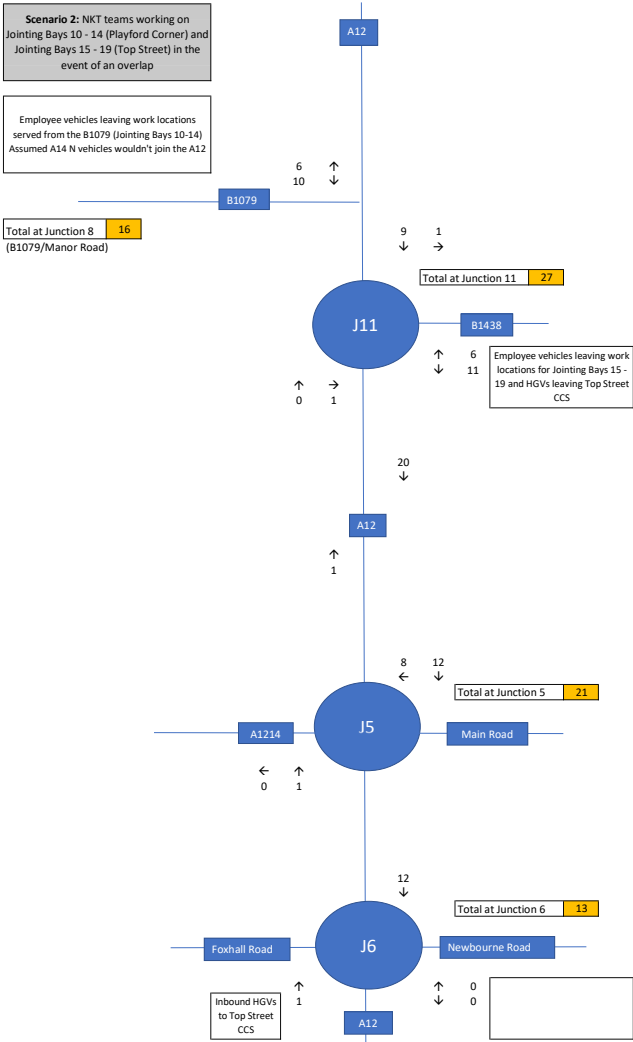 Scenario 2: NKT teams working on
Jointing Bays 10 - 14 (Playford Corner) and
Jointing Bays 15 - 19 (Top Street) in the
event of an overlap
A12
Employee vehicles leaving work locations
served from the B1079 (Jointing Bays 10-14)
Assumed A14 N vehicles wouldn't join the A12
6 ↑
10 ↓
B1079
Total at Junction 8 16
(B1079/Manor Road)
9 1
↓ →
Total at Junction 11 27
J11
B1438
↑ 6
↓ 11
Employee vehicles leaving work
locations for Jointing Bays 15 -
19 and HGVs leaving Top Street
CCS
↑ →
0 1
20
↓
A12
↑
1
8 12
← ↓
Total at Junction 5 21
J5
A1214
Main Road
← ↑
0 1
12
↓
Total at Junction 6 13
J6
Foxhall Road
Newbourne Road
Inbound HGVs
to Top Street
CCS
↑
1
↑ 0
↓ 0
A12